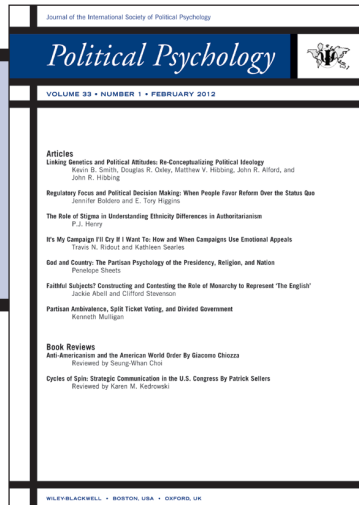 Journal of the International Society of Political Psychology
Political Psychology
VOLUME 33 • NUMBER 1 • FEBRUARY 2012
Articles
Linking Genetics and Political Attitudes: Re-Conceptualizing Political Ideology
Kevin B. Smith, Douglas R. Oxley, Matthew V. Hibbing, John R. Alford, and
John R. Hibbing
Regulatory Focus and Political Decision Making: When People Favor Reform Over the Status Quo
Jennifer Boldero and E. Tory Higgins
The Role of Stigma in Understanding Ethnicity Differences in Authoritarianism
P.J. Henry
It's My Campaign I'll Cry if I Want To: How and When Campaigns Use Emotional Appeals
Travis N. Ridout and Kathleen Searles
God and Country: The Partisan Psychology of the Presidency, Religion, and Nation
Penelope Sheets
Faithful Subjects? Constructing and Contesting the Role of Monarchy to Represent 'The English'
Jackie Abell and Clifford Stevenson
Partisan Ambivalence, Split Ticket Voting, and Divided Government
Kenneth Mulligan
Book Reviews
Anti-Americanism and the American World Order By Giacomo Chiozza
Reviewed by Seung-Whan Choi
Cycles of Spin: Strategic Communication in the U.S. Congress By Patrick Sellers
Reviewed by Karen M. Kedrowski
WILEY-BLACKWELL • BOSTON, USA • OXFORD, UK